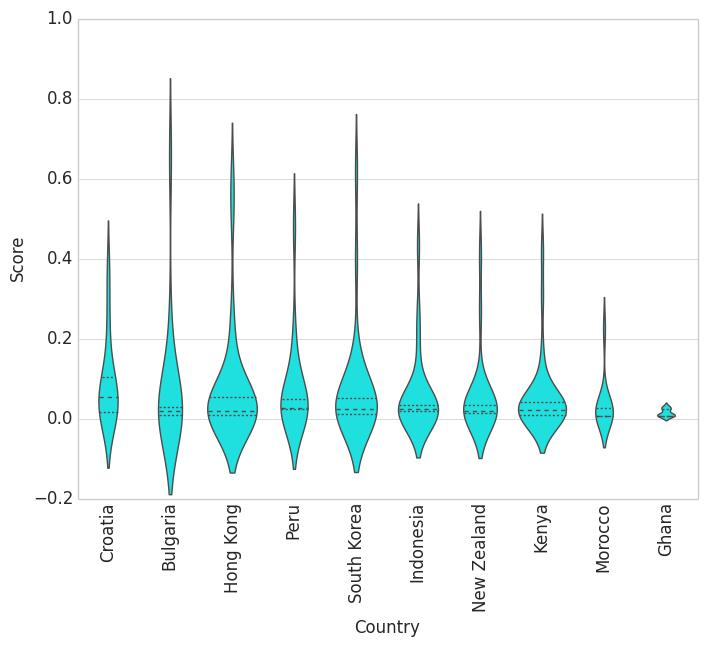 1.0
0.8
0.6
0.4
0.2
0.0
−0.2
Score
Croatia
Bulgaria
Hong Kong
Peru
South Korea
Indonesia
New Zealand
Kenya
Morocco
Ghana
Country